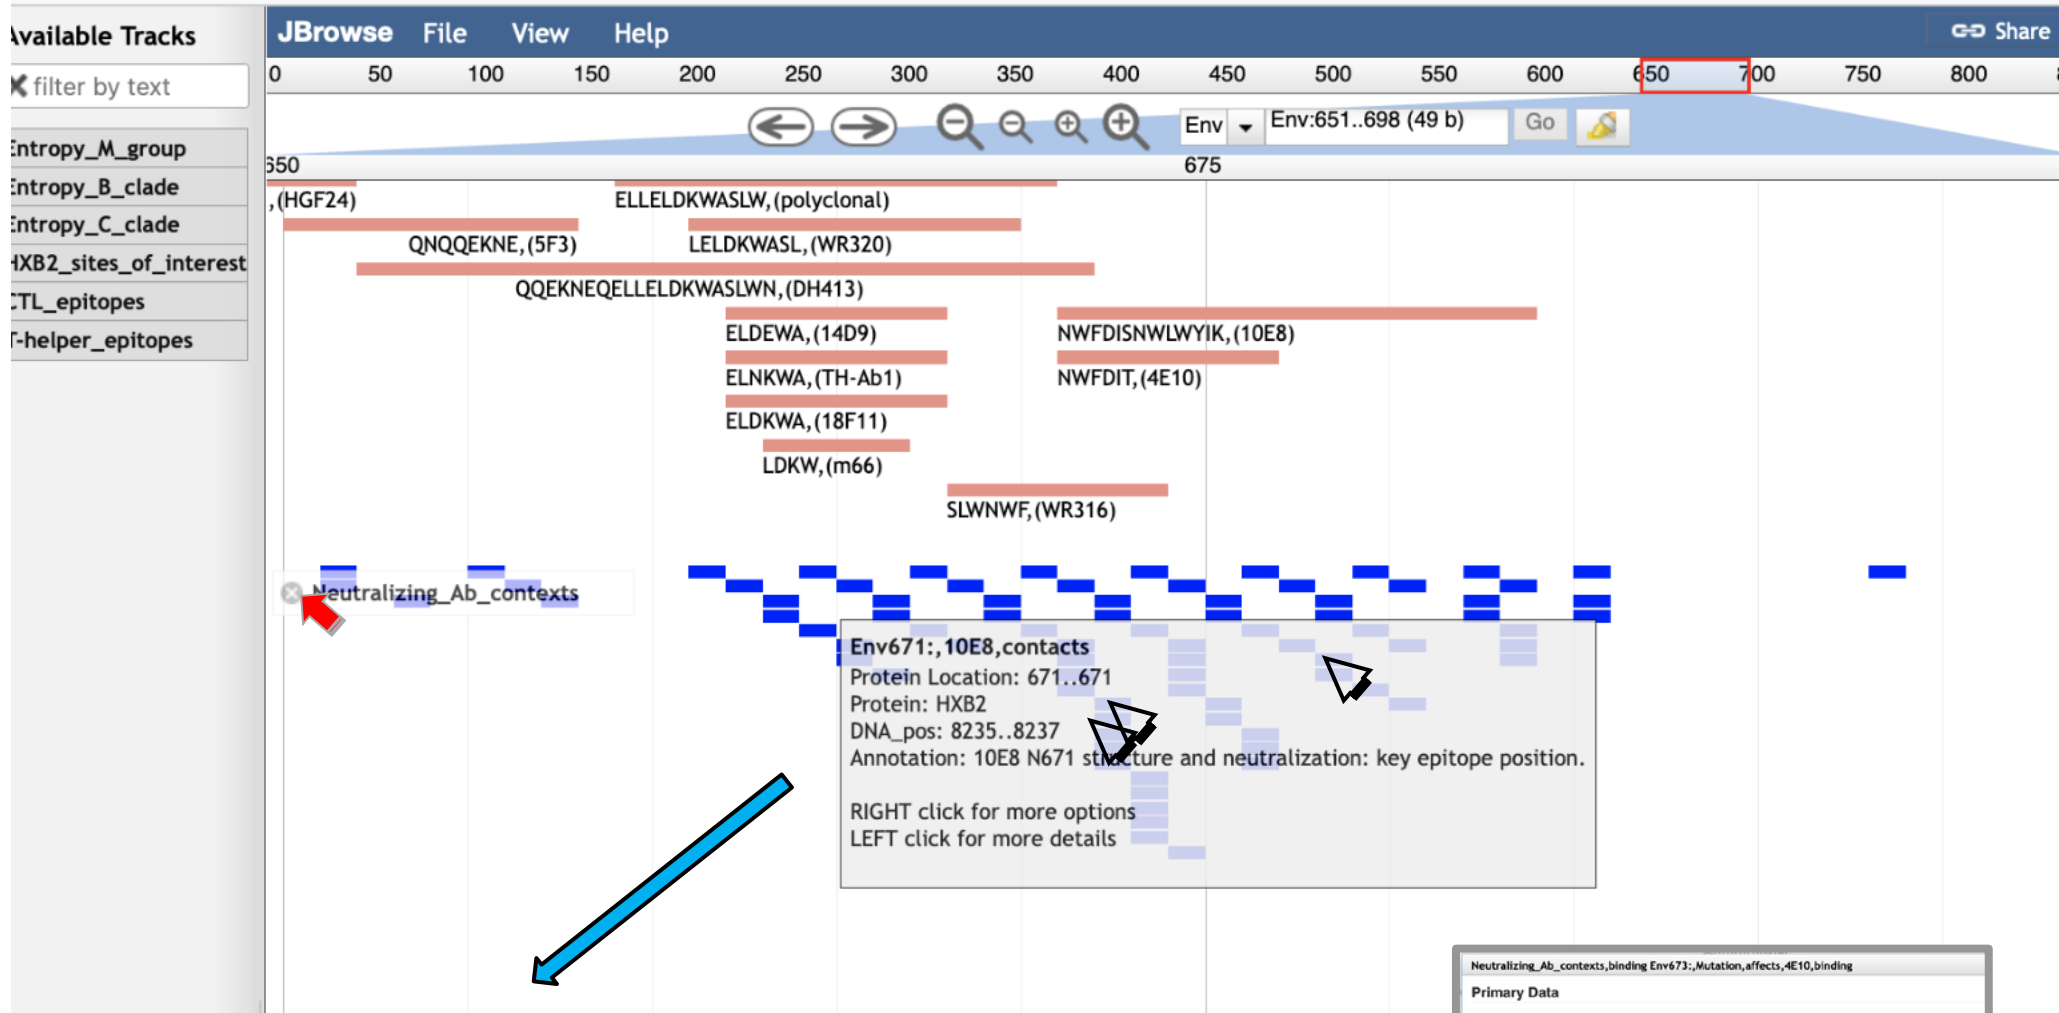 Available Tracks
filter by text
Entropy_M_group
Entropy_B_clade
Entropy_C_clade
HXB2_sites_of_interest
CTL_epitopes
T-helper_epitopes
JBrowse File View Help Share
0 50 100 150 200 250 300 350 400 450 500 550 600 650 700 750 800
Env Env:651..698 (49 b) Go
650 675
,(HGF24) ELLELDKWASLW,(polyclonal)
QNQQEKNE,(5F3) LELDKWASL,(WR320)
QQEKNEQELLELDKWASLWN,(DH413)
ELDEWA,(14D9) NWFDISNWLWYIK,(10E8)
ELNKWA,(TH-Ab1) NWFDIT,(4E10)
ELDKWA,(18F11)
LDKW,(m66)
SLWNWF,(WR316)
Neutralizing_Ab_contexts
Env671:,10E8,contacts
Protein Location: 671..671
Protein: HXB2
DNA_pos: 8235..8237
Annotation: 10E8 N671 structure and neutralization: key epitope position.
RIGHT click for more options
LEFT click for more details
Neutralizing_Ab_contexts,binding Env673:,Mutation,affects,4E10,binding
Primary Data